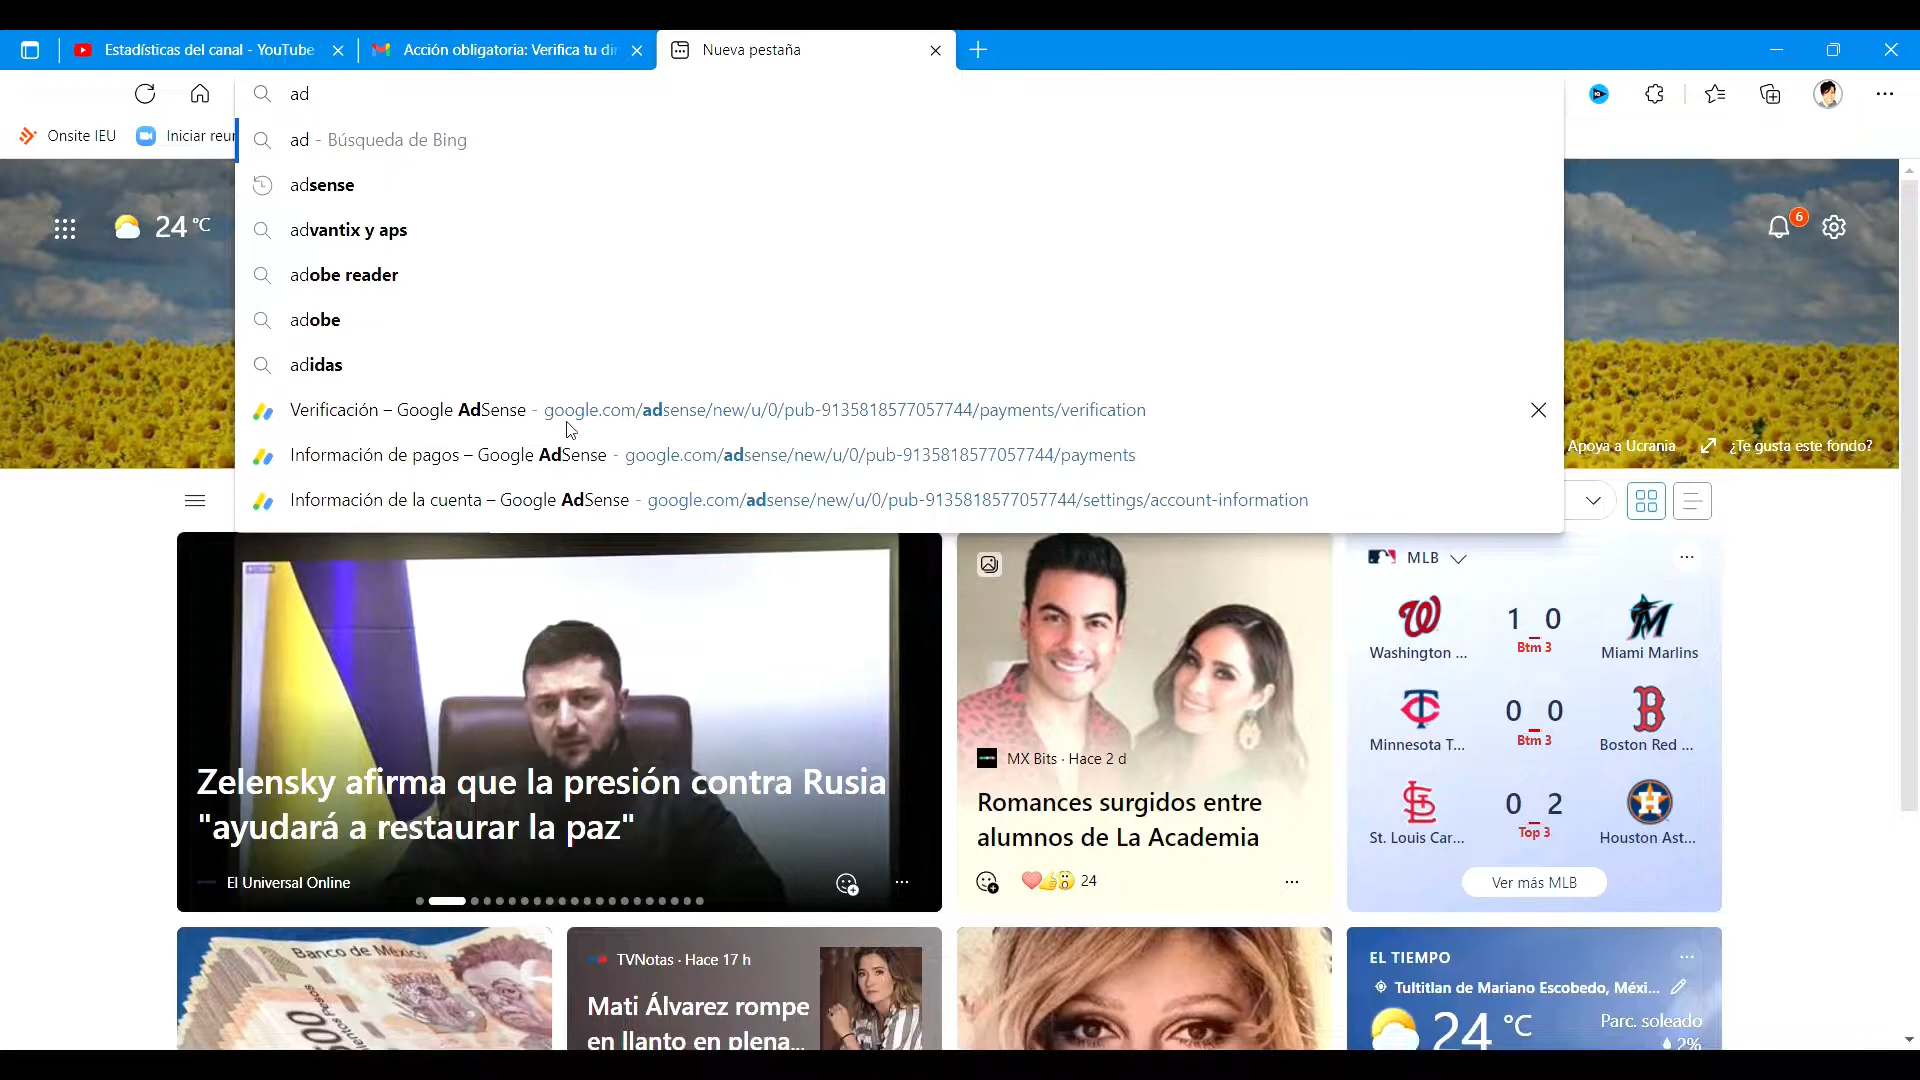 Estadísticas del canal - YouTube
Acción obligatoria: Verifica tu dir
Nueva pestaña
ad
Onsite IEU
Iniciar reun
ad - Búsqueda de Bing
adsense
advantix y aps
adobe reader
adobe
adidas
Verificación – Google AdSense - google.com/adsense/new/u/0/pub-9135818577057744/payments/verification
Información de pagos – Google AdSense - google.com/adsense/new/u/0/pub-9135818577057744/payments
Información de la cuenta – Google AdSense - google.com/adsense/new/u/0/pub-9135818577057744/settings/account-information
24 °C
6
Apoya a Ucrania
¿Te gusta este fondo?
Zelensky afirma que la presión contra Rusia
"ayudará a restaurar la paz"
El Universal Online
MX Bits · Hace 2 d
Romances surgidos entre
alumnos de La Academia
24
MLB
Washington ...
1 0
Btm 3
Miami Marlins
Minnesota T...
0 0
Btm 3
Boston Red ...
St. Louis Car...
0 2
Top 3
Houston Ast...
Ver más MLB
Banco de México
TVNotas · Hace 17 h
Mati Álvarez rompe
en llanto en plena...
EL TIEMPO
Tultitlan de Mariano Escobedo, Méxi...
24 °C
Parc. soleado
2%